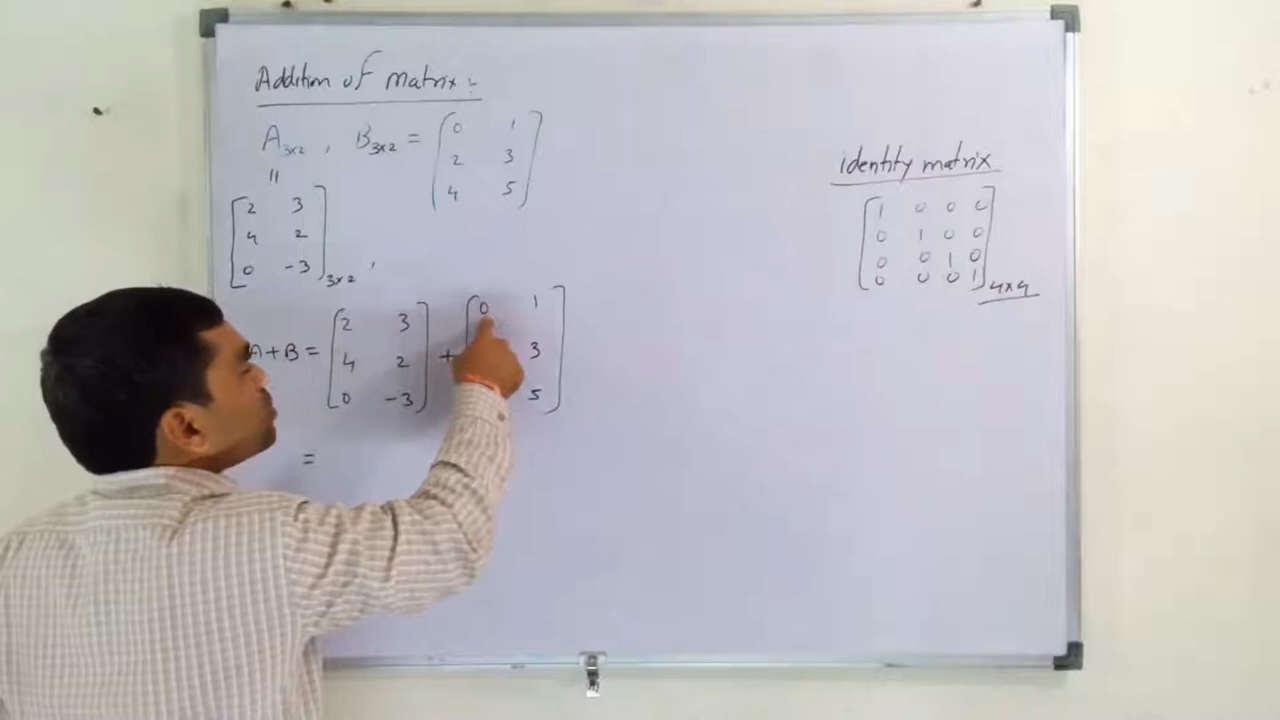 Addition of matrix :-
A3x2 , B3x2 = [ 0 1
2 3
4 5 ]
||
[ 2 3
4 2
0 -3 ]3x2 ,
A+B = [ 2 3
4 2
0 -3 ] + [ 0 1
3
5 ]
=
identity matrix
[ 1 0 0 0
0 1 0 0
0 0 1 0
0 0 0 1 ]4x4